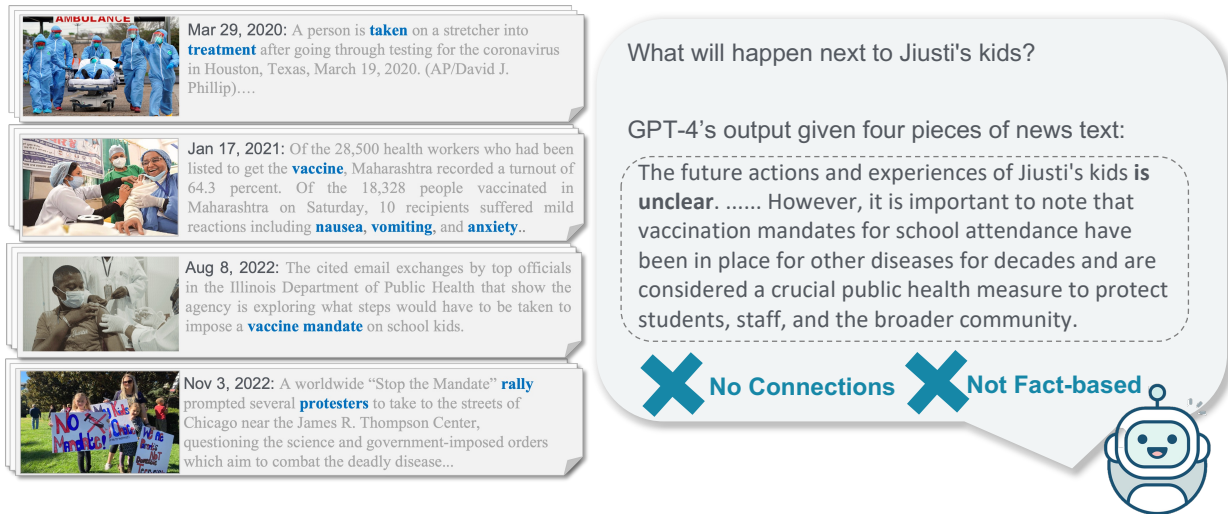 AMBULANCE
Mar 29, 2020: A person is taken on a stretcher into
treatment after going through testing for the coronavirus
in Houston, Texas, March 19, 2020. (AP/David J.
Phillip)….
Jan 17, 2021: Of the 28,500 health workers who had been
listed to get the vaccine, Maharashtra recorded a turnout of
64.3 percent. Of the 18,328 people vaccinated in
Maharashtra on Saturday, 10 recipients suffered mild
reactions including nausea, vomiting, and anxiety..
Aug 8, 2022: The cited email exchanges by top officials
in the Illinois Department of Public Health that show the
agency is exploring what steps would have to be taken to
impose a vaccine mandate on school kids.
Nov 3, 2022: A worldwide “Stop the Mandate” rally
prompted several protesters to take to the streets of
Chicago near the James R. Thompson Center,
questioning the science and government-imposed orders
which aim to combat the deadly disease...
NO
Mandate!
What will happen next to Jiusti's kids?
GPT-4’s output given four pieces of news text:
The future actions and experiences of Jiusti's kids is
unclear. ...... However, it is important to note that
vaccination mandates for school attendance have
been in place for other diseases for decades and are
considered a crucial public health measure to protect
students, staff, and the broader community.
No Connections
Not Fact-based